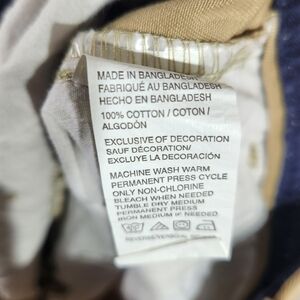 MADE IN BANGLADESH
FABRIQUÉ AU BANGLADESH
HECHO EN BANGLADESH
100% COTTON / COTON /
ALGODÓN
EXCLUSIVE OF DECORATION
SAUF DÉCORATION/
EXCLUYE LA DECORACIÓN
MACHINE WASH WARM
PERMANENT PRESS CYCLE
ONLY NON-CHLORINE
BLEACH WHEN NEEDED
TUMBLE DRY MEDIUM
PERMANENT PRESS
IRON MEDIUM IF NEEDED